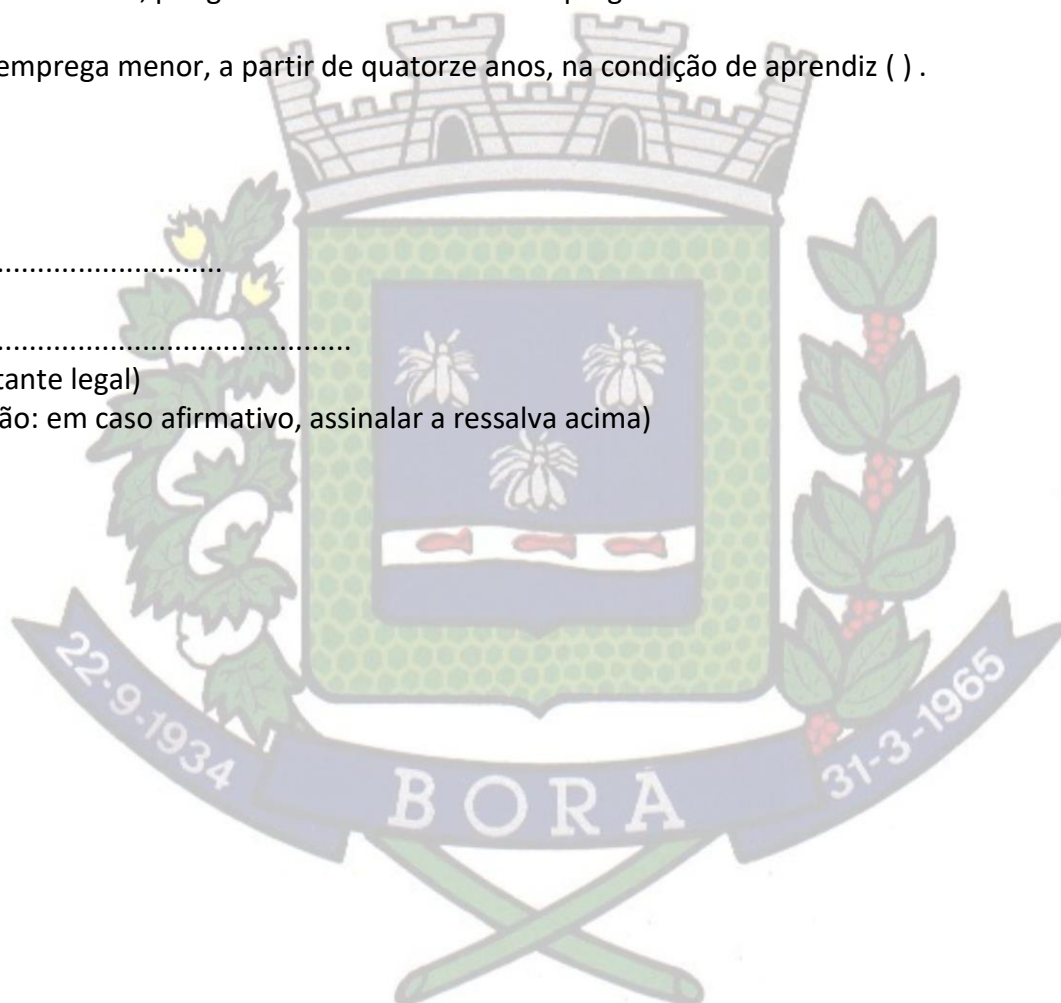 emprega menor, a partir de quatorze anos, na condição de aprendiz ( ) .
............................
............................................
tante legal)
ão: em caso afirmativo, assinalar a ressalva acima)
22-9-1934
BORÁ
31-3-1965